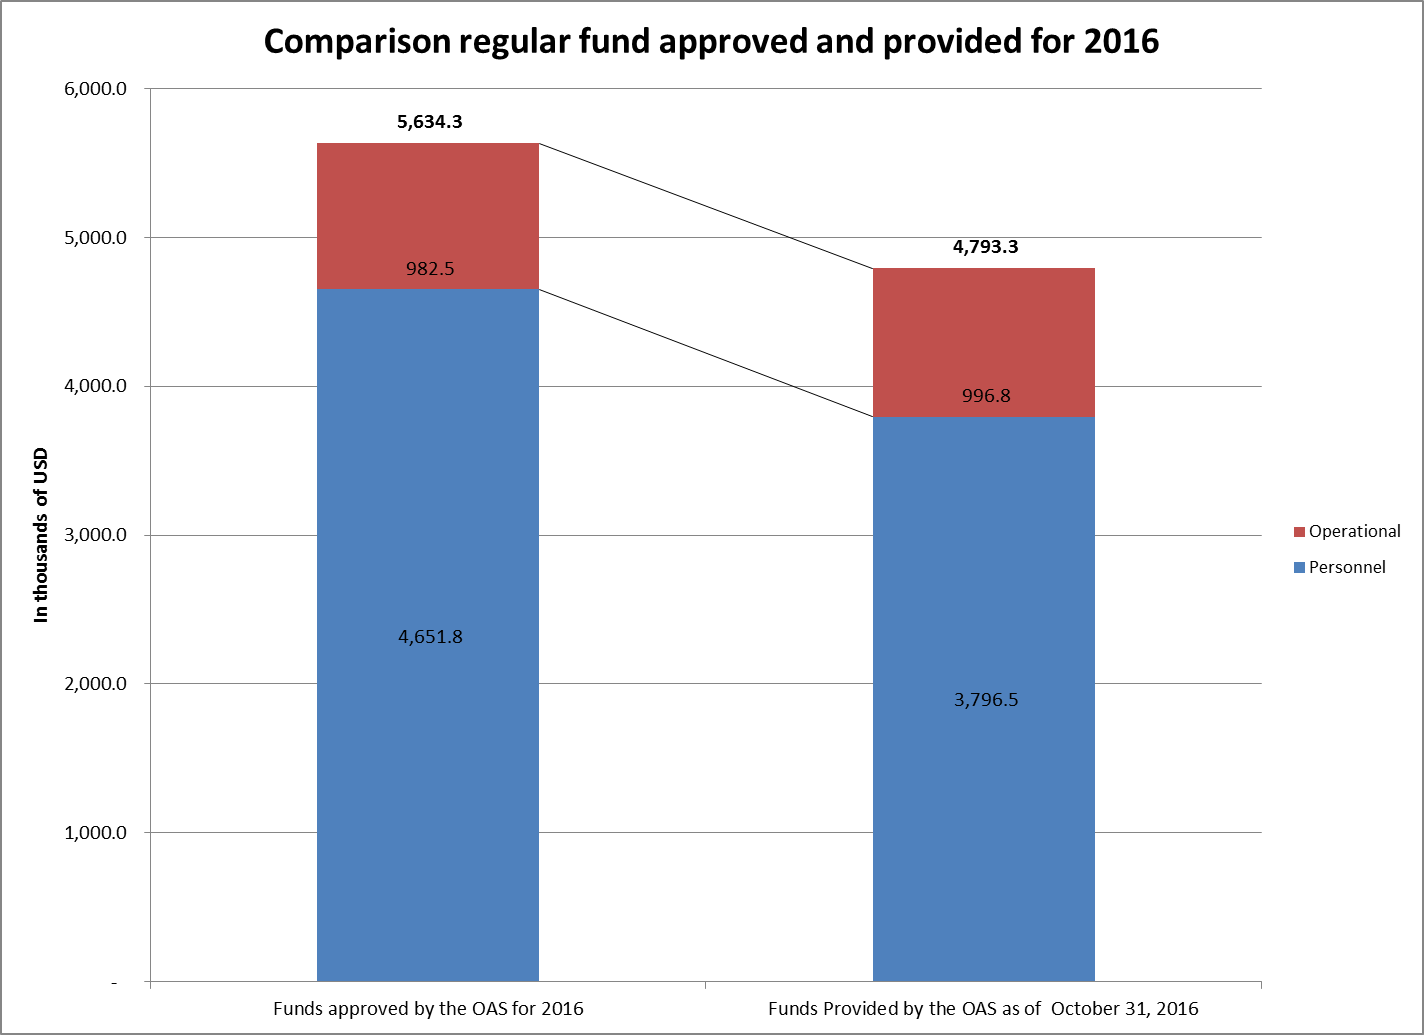 Comparison regular fund approved and provided for 2016
6,000.0
5,634.3
5,000.0
4,793.3
982.5
4,000.0
996.8
In thousands of USD
3,000.0
Operational
Personnel
4,651.8
2,000.0
3,796.5
1,000.0
-
Funds approved by the OAS for 2016
Funds Provided by the OAS as of  October 31, 2016